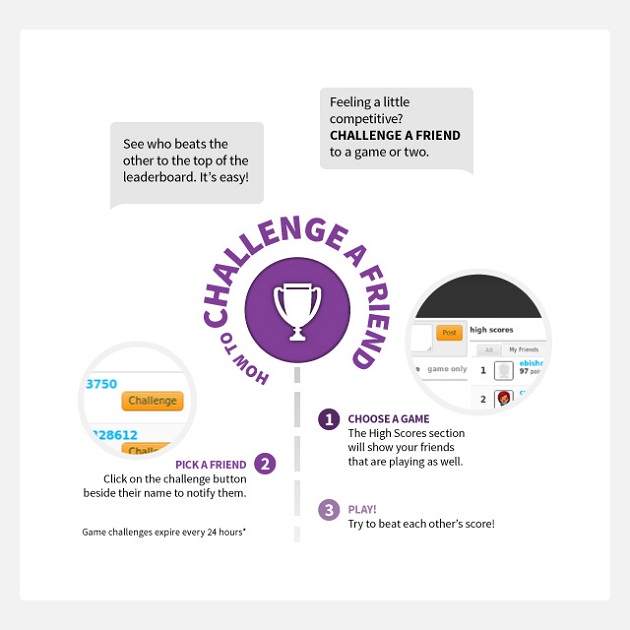 Feeling a little
competitive?
CHALLENGE A FRIEND
to a game or two.
See who beats the
other to the top of the
leaderboard. It's easy!
HOW TO CHALLENGE A FRIEND
Post
high scores
All
My Friends
game only
1
97
2
3750
Challenge
28612
1 CHOOSE A GAME
The High Scores section
will show your friends
that are playing as well.
2 PICK A FRIEND
Click on the challenge button
beside their name to notify them.
3 PLAY!
Try to beat each other's score!
Game challenges expire every 24 hours*